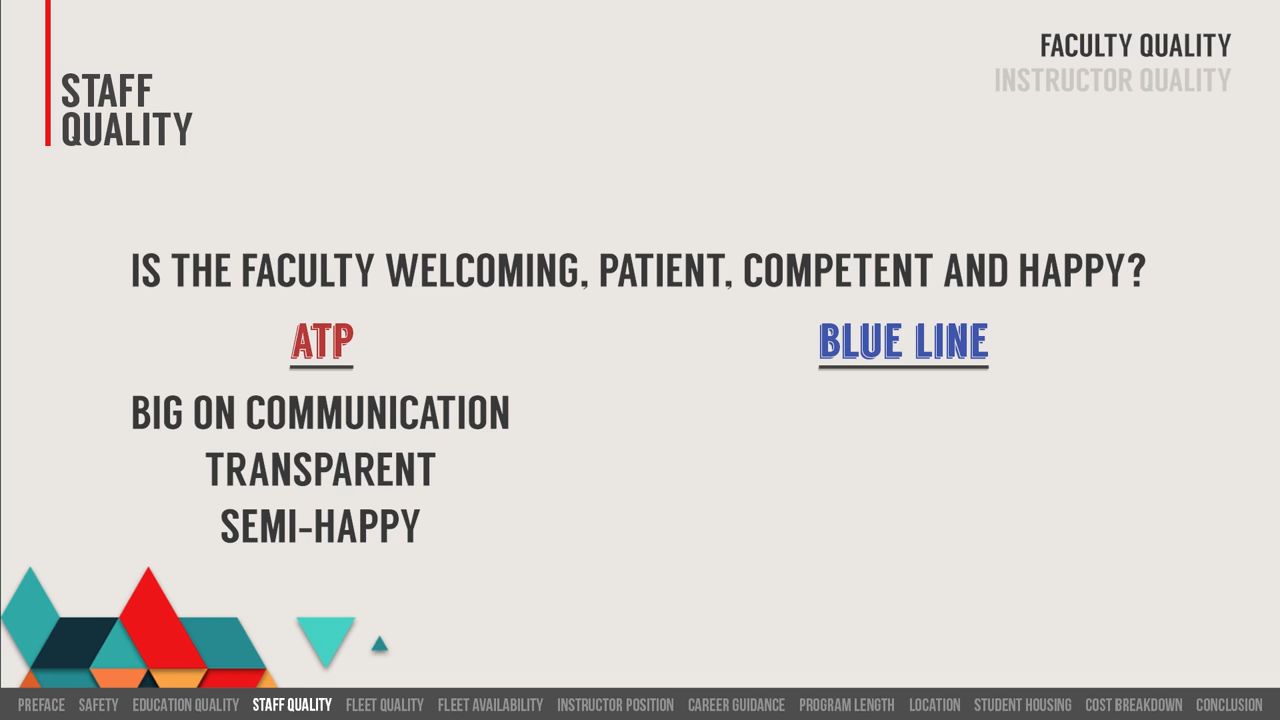 STAFF
QUALITY
FACULTY QUALITY
INSTRUCTOR QUALITY
IS THE FACULTY WELCOMING, PATIENT, COMPETENT AND HAPPY?
ATP
BLUE LINE
BIG ON COMMUNICATION
TRANSPARENT
SEMI-HAPPY
PREFACE SAFETY EDUCATION QUALITY STAFF QUALITY FLEET QUALITY FLEET AVAILABILITY INSTRUCTOR POSITION CAREER GUIDANCE PROGRAM LENGTH LOCATION STUDENT HOUSING COST BREAKDOWN CONCLUSION